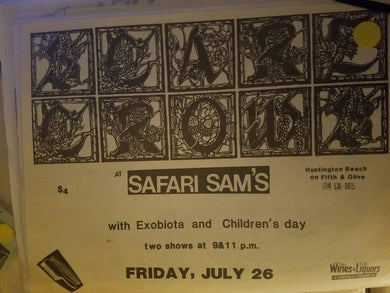 SCARE
$4
AT
SAFARI SAM'S
Huntington Beach
on Fifth & Olive
with Exobiota and Children's day
two shows at 9&11 p.m.
FRIDAY, JULY 26
Wines & Liquors